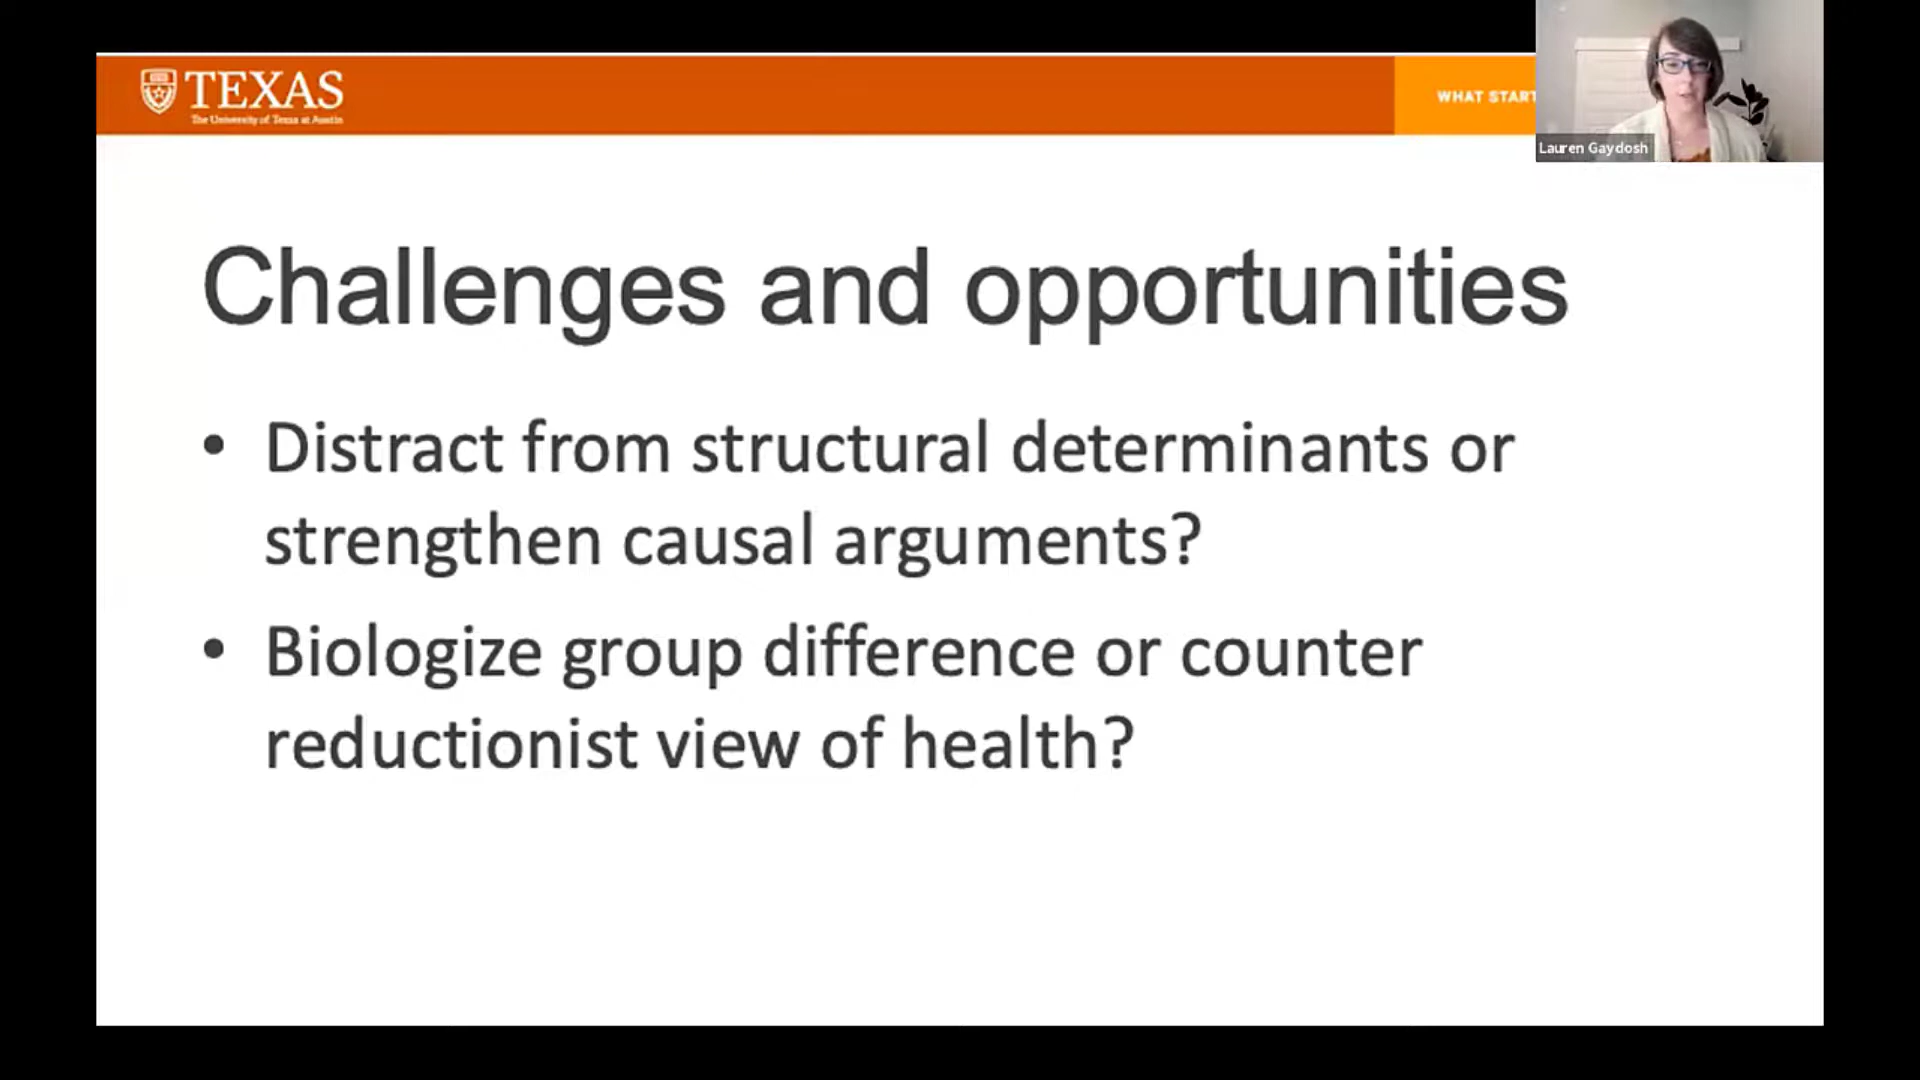 TEXAS
The University of Texas at Austin
WHAT START
Lauren Gaydosh
Challenges and opportunities
• Distract from structural determinants or
strengthen causal arguments?
• Biologize group difference or counter
reductionist view of health?